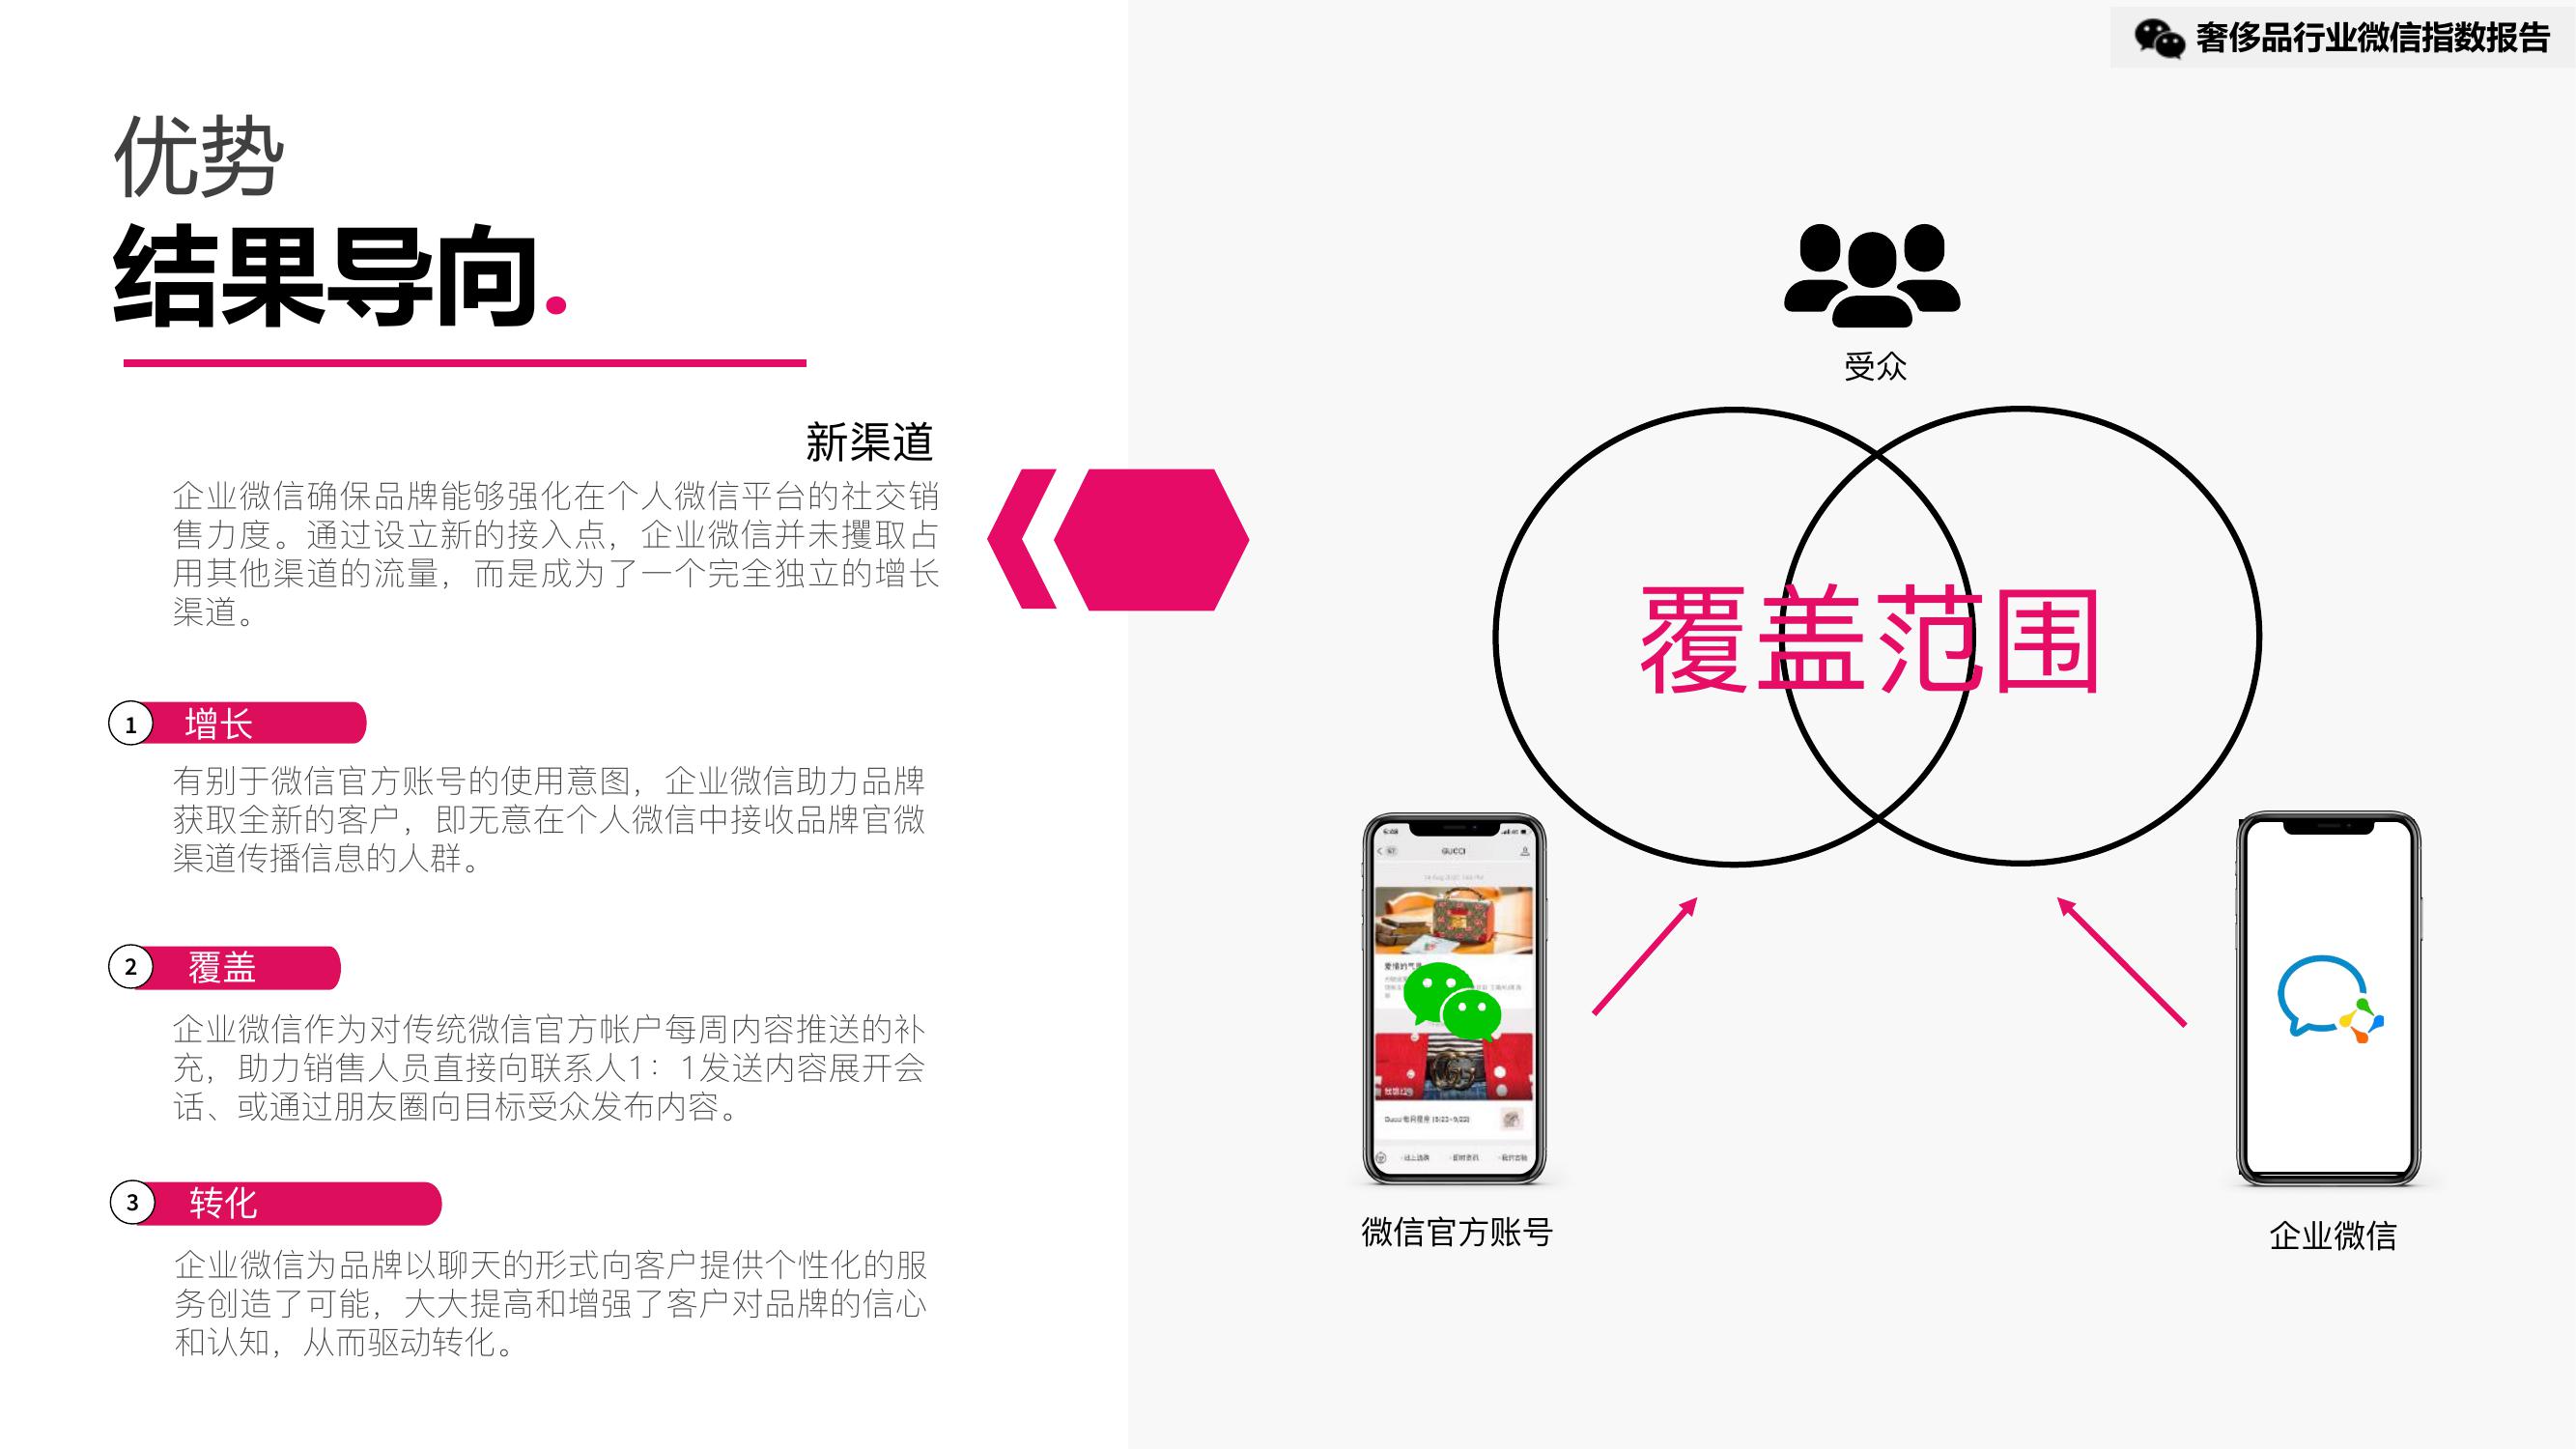 奢侈品行业微信指数报告
优势
结果导向.
新渠道
企业微信确保品牌能够强化在个人微信平台的社交销
售力度。通过设立新的接入点，企业微信并未攫取占
用其他渠道的流量，而是成为了一个完全独立的增长
渠道。
1 增长
有别于微信官方账号的使用意图，企业微信助力品牌
获取全新的客户，即无意在个人微信中接收品牌官微
渠道传播信息的人群。
2 覆盖
企业微信作为对传统微信官方帐户每周内容推送的补
充，助力销售人员直接向联系人1：1发送内容展开会
话、或通过朋友圈向目标受众发布内容。
3 转化
企业微信为品牌以聊天的形式向客户提供个性化的服
务创造了可能，大大提高和增强了客户对品牌的信心
和认知，从而驱动转化。
受众
覆盖范围
GUCCI
微信官方账号
企业微信